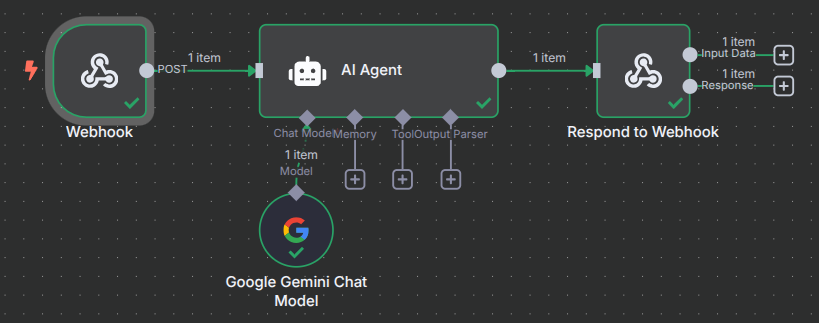 POST
1 item
AI Agent
1 item
1 item
Input Data
1 item
Response
Webhook
Chat Model
Memory
Tool
Output Parser
Respond to Webhook
1 item
Model
Google Gemini Chat
Model